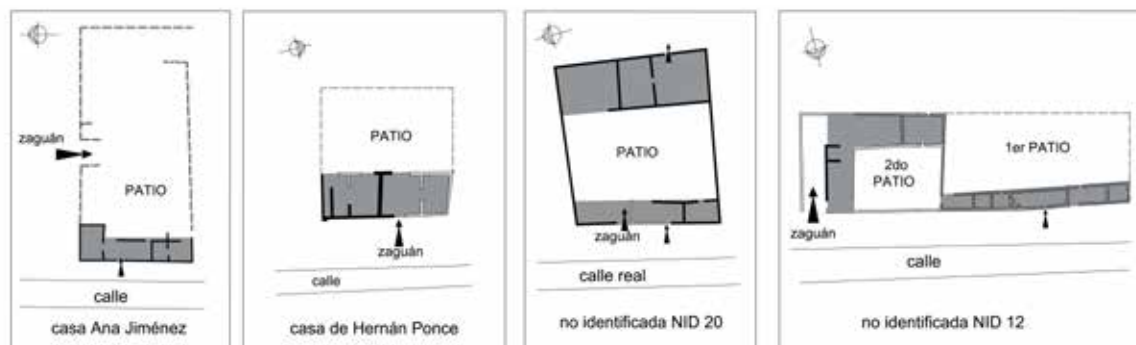 zaguán
PATIO
calle
casa Ana Jiménez
PATIO
zaguán
calle
casa de Hernán Ponce
PATIO
zaguán
calle real
no identificada NID 20
1er PATIO
2do
PATIO
zaguán
calle
no identificada NID 12